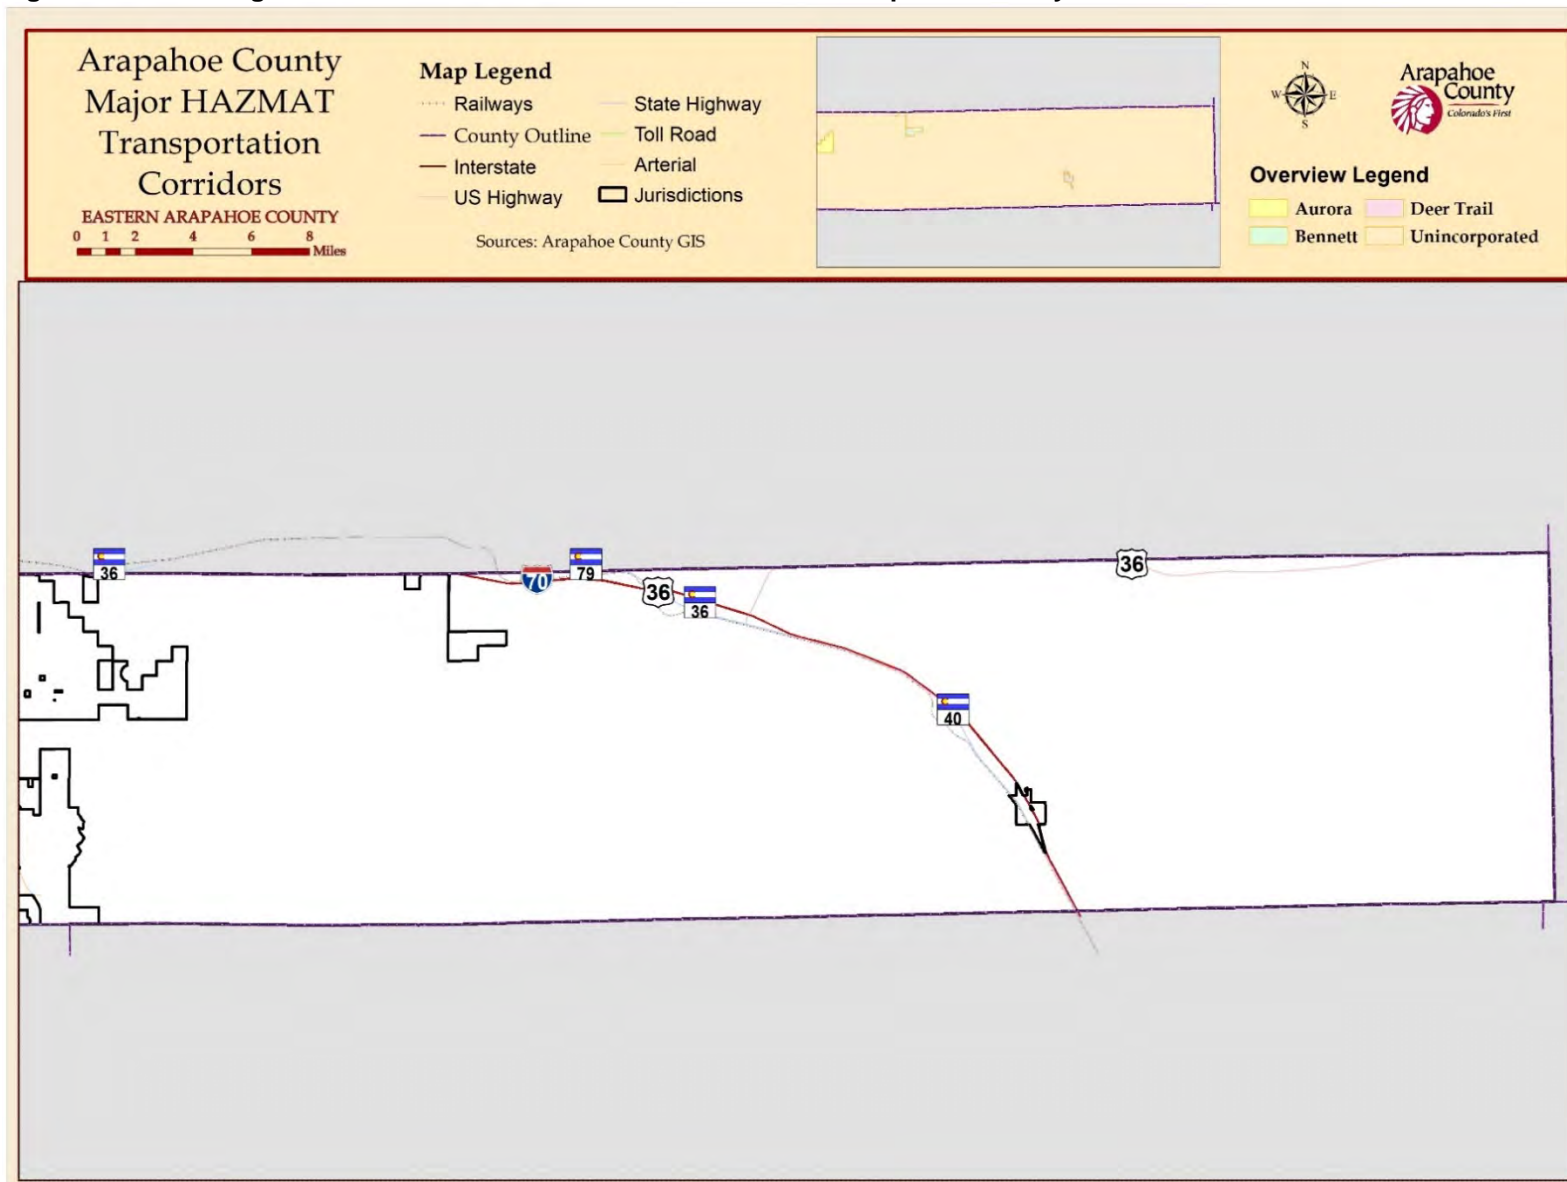 Arapahoe County
Major HAZMAT
Transportation
Corridors
EASTERN ARAPAHOE COUNTY
0 1 2 4 6 8
Miles
Map Legend
Railways
County Outline
Interstate
US Highway
State Highway
Toll Road
Arterial
Jurisdictions
Sources: Arapahoe County GIS
N
W E
S
Arapahoe
County
Colorado's First
Overview Legend
Aurora
Bennett
Deer Trail
Unincorporated
36
70
79
36
36
36
40